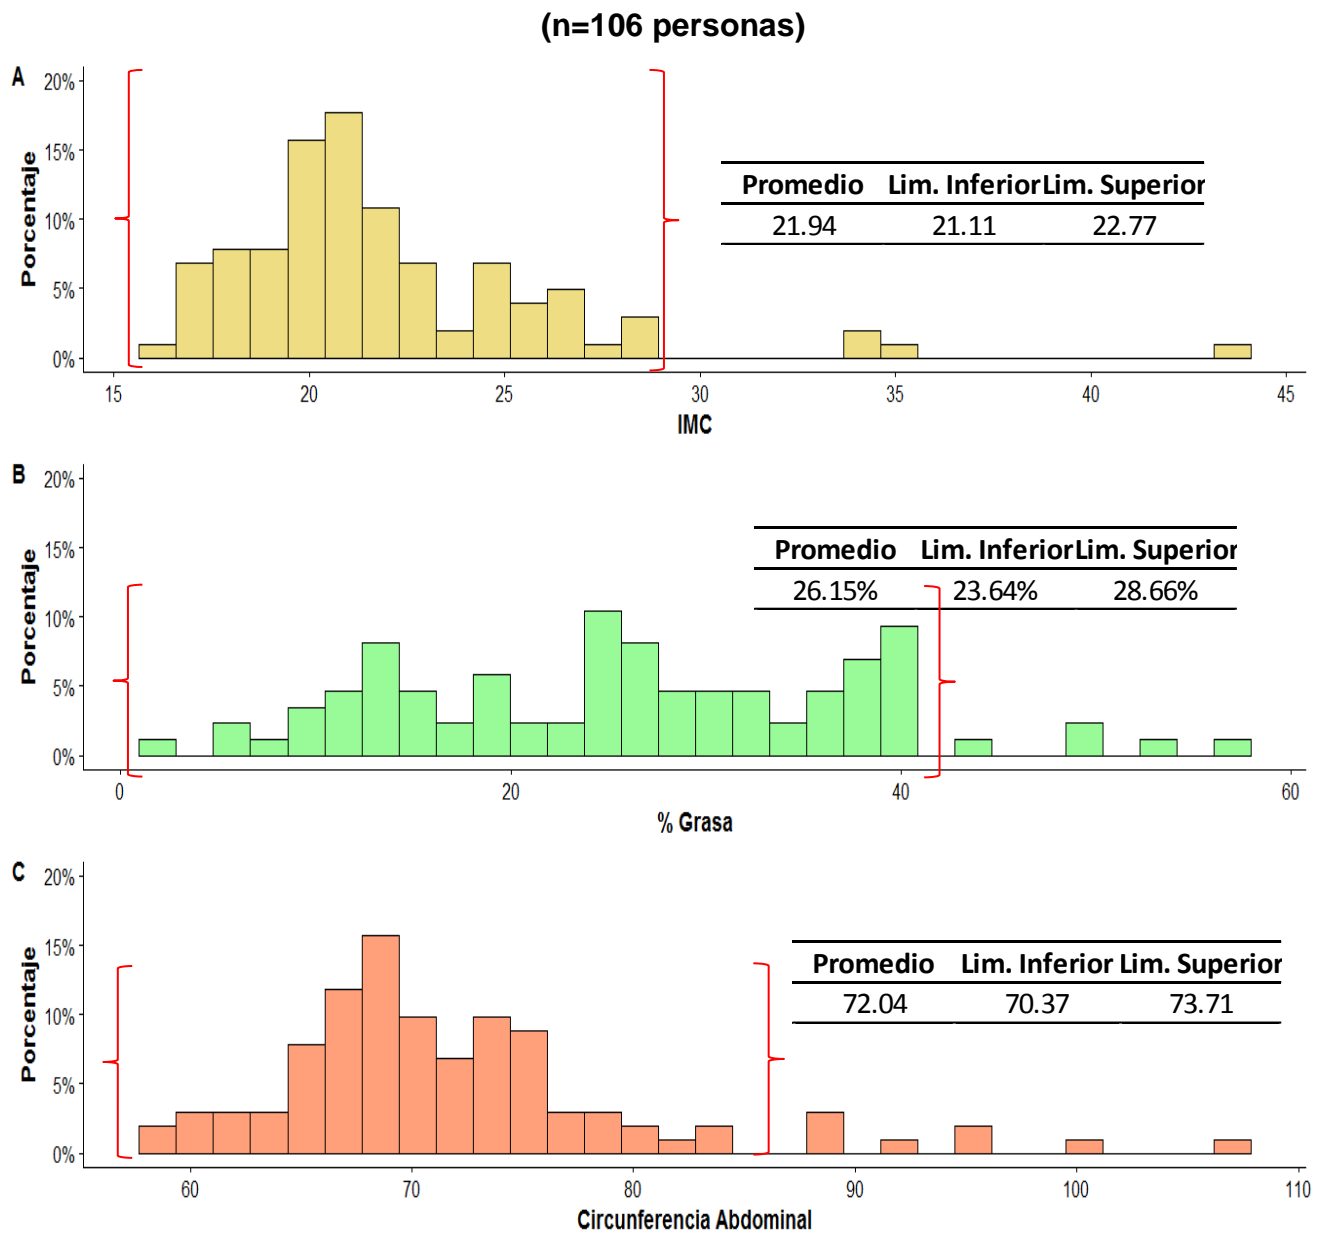 (n=106 personas)
A
20%
15%
10%
5%
0%
Porcentaje
Promedio Lim. Inferior Lim. Superior
21.94 21.11 22.77
15 20 25 30 35 40 45
IMC
B
20%
15%
10%
5%
0%
Porcentaje
Promedio Lim. Inferior Lim. Superior
26.15% 23.64% 28.66%
0 20 40 60
% Grasa
C
20%
15%
10%
5%
0%
Porcentaje
Promedio Lim. Inferior Lim. Superior
72.04 70.37 73.71
60 70 80 90 100 110
Circunferencia Abdominal